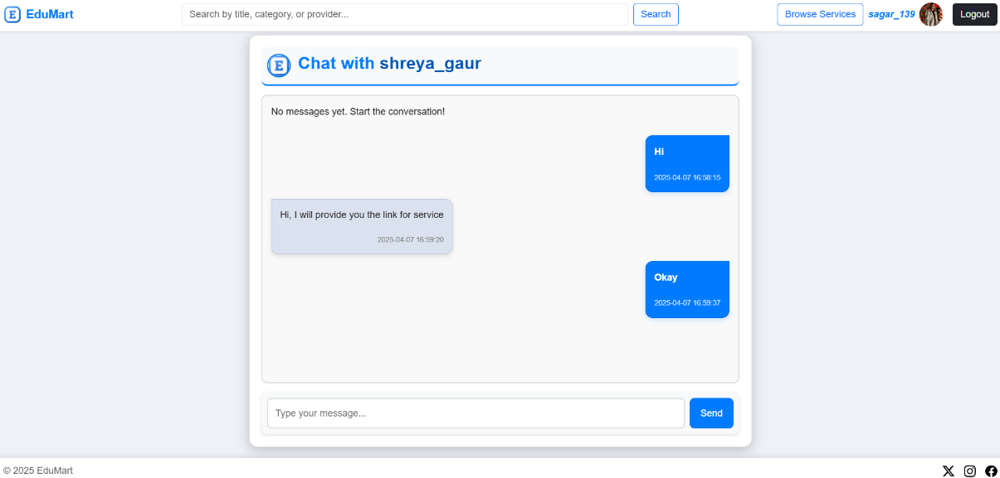 E EduMart
Search by title, category, or provider...
Search
Browse Services
sagar_139
Logout
E Chat with shreya_gaur
No messages yet. Start the conversation!
Hi
2025-04-07 16:58:15
Hi, I will provide you the link for service
2025-04-07 16:59:20
Okay
2025-04-07 16:59:37
Type your message...
Send
© 2025 EduMart